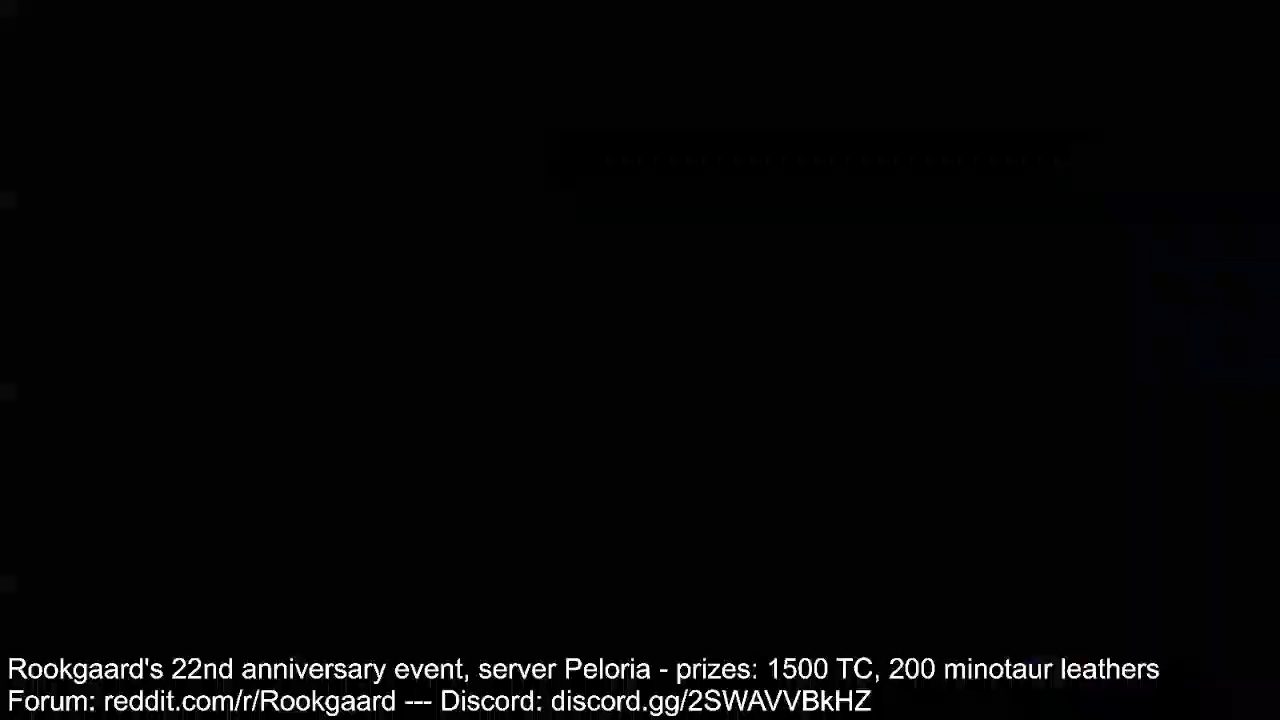 Rookgaard's 22nd anniversary event, server Peloria - prizes: 1500 TC, 200 minotaur leathers
Forum: reddit.com/r/Rookgaard --- Discord: discord.gg/2SWAVVBkHZ